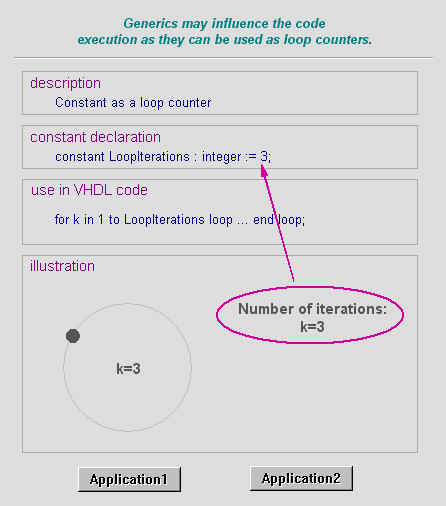 Generics may influence the code
execution as they can be used as loop counters.
description
Constant as a loop counter
constant declaration
constant LoopIterations : integer := 3;
use in VHDL code
for k in 1 to LoopIterations loop ... end loop;
illustration
Number of iterations:
k=3
k=3
Application1
Application2